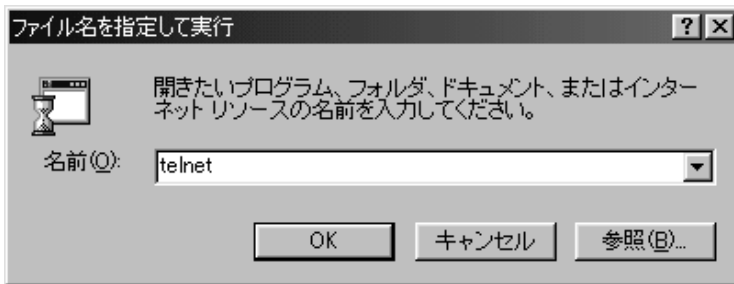 ファイル名を指定して実行
開きたいプログラム、フォルダ、ドキュメント、またはインター
ネット リソースの名前を入力してください。
名前(O):
telnet
OK
キャンセル
参照(B)...